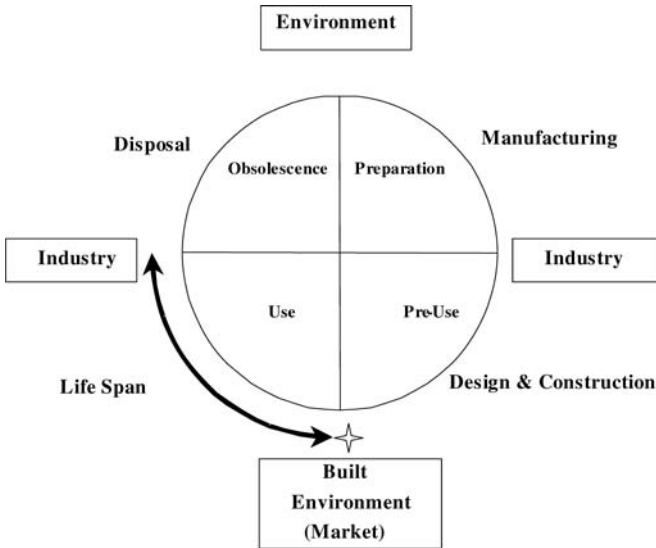 Environment
Disposal
Manufacturing
Obsolescence
Preparation
Industry
Industry
Use
Pre-Use
Life Span
Design & Construction
Built
Environment
(Market)